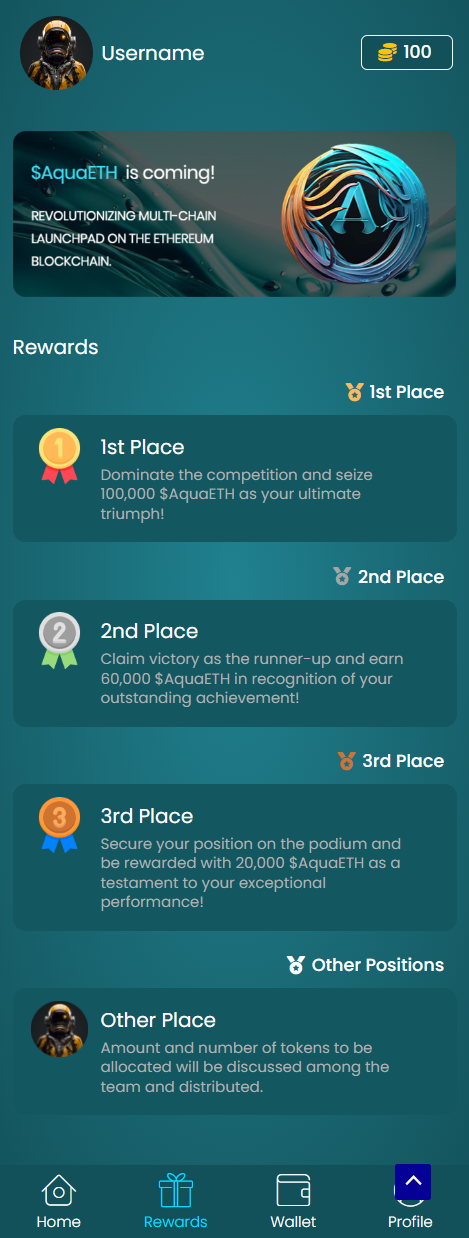 Username
100
$AquaETH is coming!
REVOLUTIONIZING MULTI-CHAIN
LAUNCHPAD ON THE ETHEREUM
BLOCKCHAIN.
A
Rewards
1st Place
1
1st Place
Dominate the competition and seize
100,000 $AquaETH as your ultimate
triumph!
2nd Place
2
2nd Place
Claim victory as the runner-up and earn
60,000 $AquaETH in recognition of your
outstanding achievement!
3rd Place
3
3rd Place
Secure your position on the podium and
be rewarded with 20,000 $AquaETH as a
testament to your exceptional
performance!
Other Positions
Other Place
Amount and number of tokens to be
allocated will be discussed among the
team and distributed.
Home
Rewards
Wallet
Profile